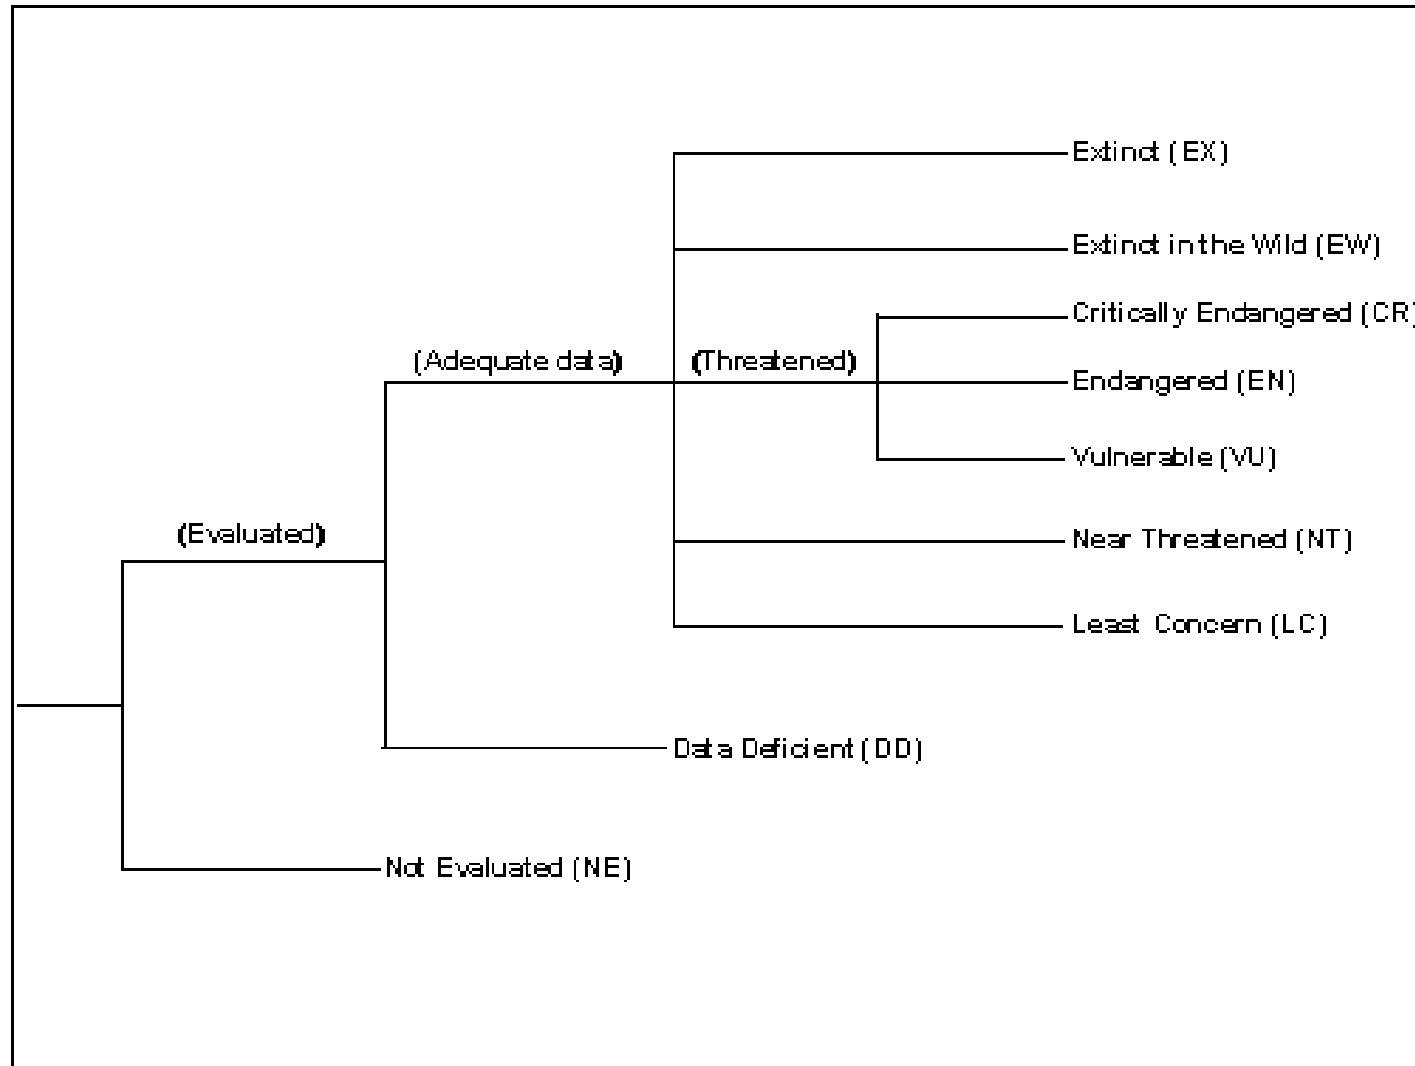 Extinct (EX)
Extinct in the Wild (EW)
Critically Endangered (CR)
(Adequate data)
(Threatened)
Endangered (EN)
Vulnerable (VU)
(Evaluated)
Near Threatened (NT)
Least Concern (LC)
Data Deficient (DD)
Not Evaluated (NE)